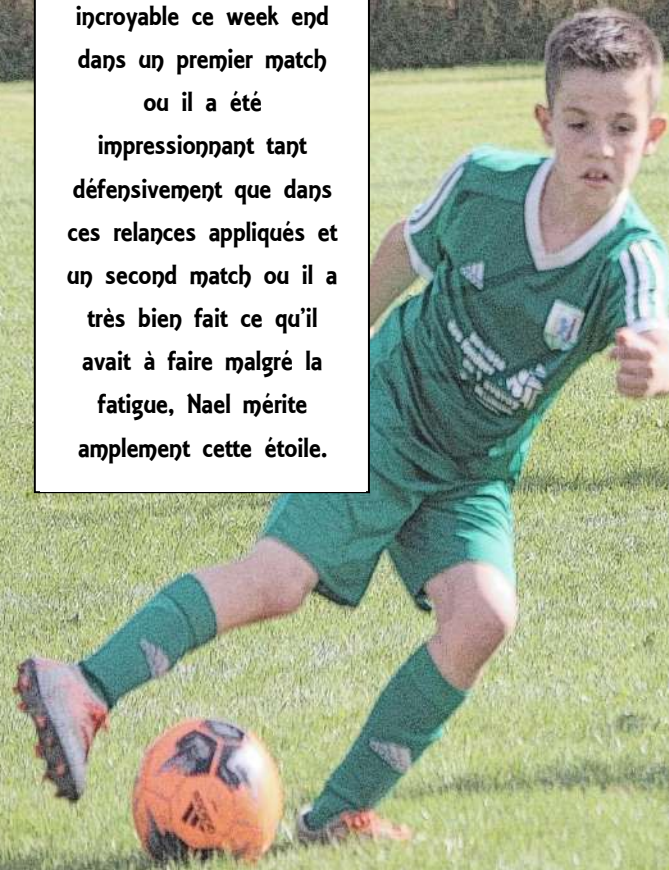 incroyable ce week end
dans un premier match
ou il a été
impressionnant tant
défensivement que dans
ces relances appliqués et
un second match ou il a
très bien fait ce qu'il
avait à faire malgré la
fatigue, Nael mérite
amplement cette étoile.